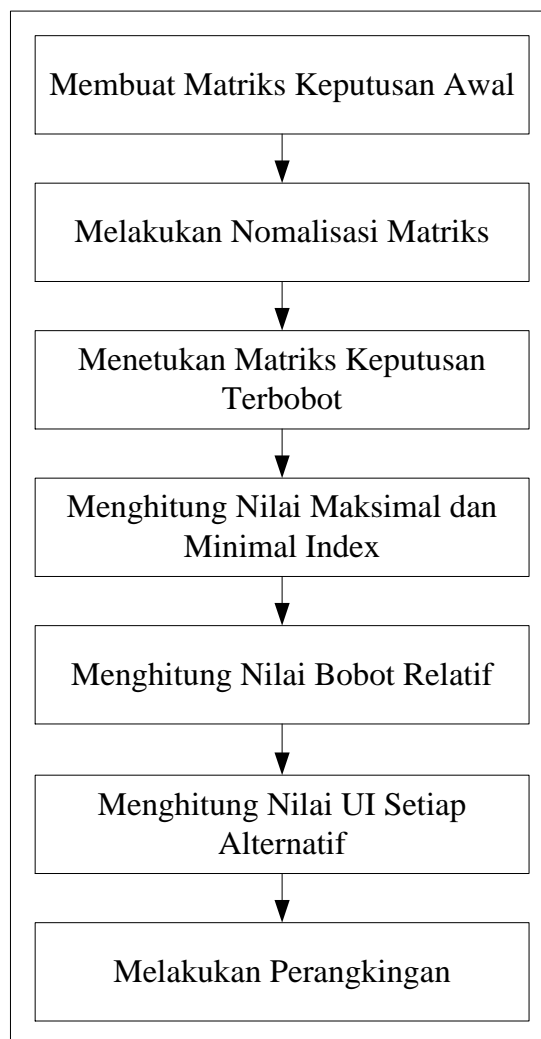 Membuat Matriks Keputusan Awal
Melakukan Nomalisasi Matriks
Menetukan Matriks Keputusan
Terbobot
Menghitung Nilai Maksimal dan
Minimal Index
Menghitung Nilai Bobot Relatif
Menghitung Nilai UI Setiap
Alternatif
Melakukan Perangkingan